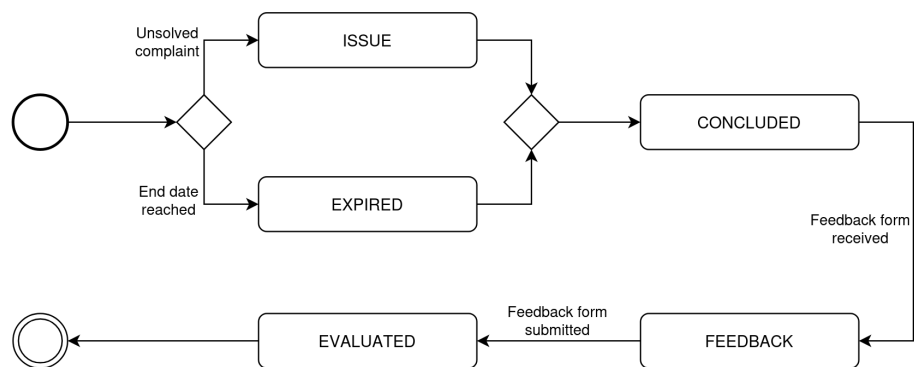 Unsolved
complaint
ISSUE
CONCLUDED
End date
reached
EXPIRED
Feedback form
received
EVALUATED
Feedback form
submitted
FEEDBACK